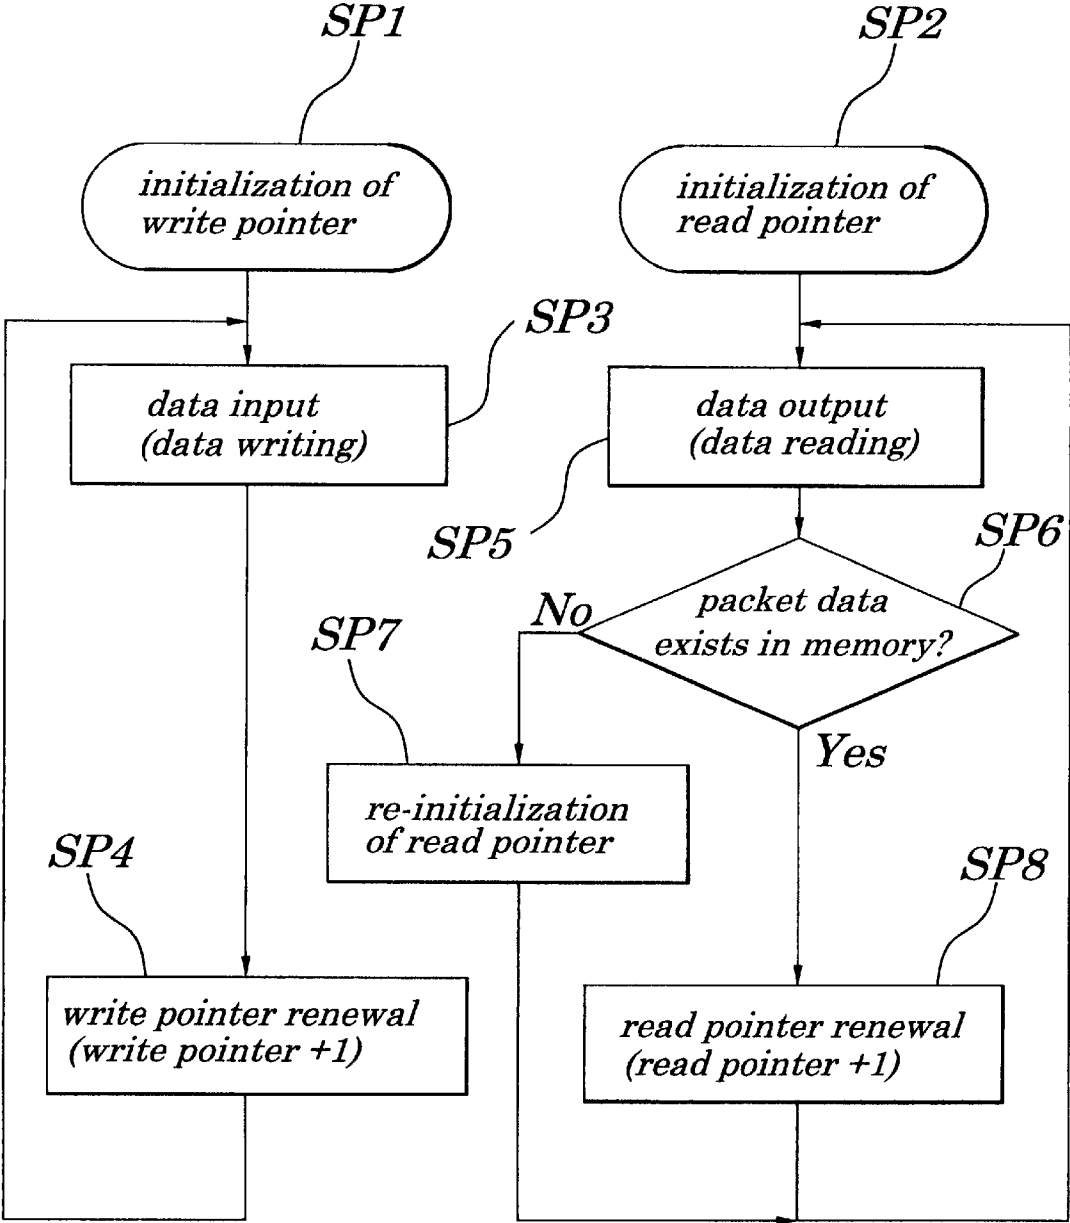 SP1
SP2
initialization of
write pointer
initialization of
read pointer
SP3
data input
(data writing)
data output
(data reading)
SP5
SP6
packet data
exists in memory?
No
SP7
Yes
re-initialization
of read pointer
SP4
SP8
write pointer renewal
(write pointer +1)
read pointer renewal
(read pointer +1)